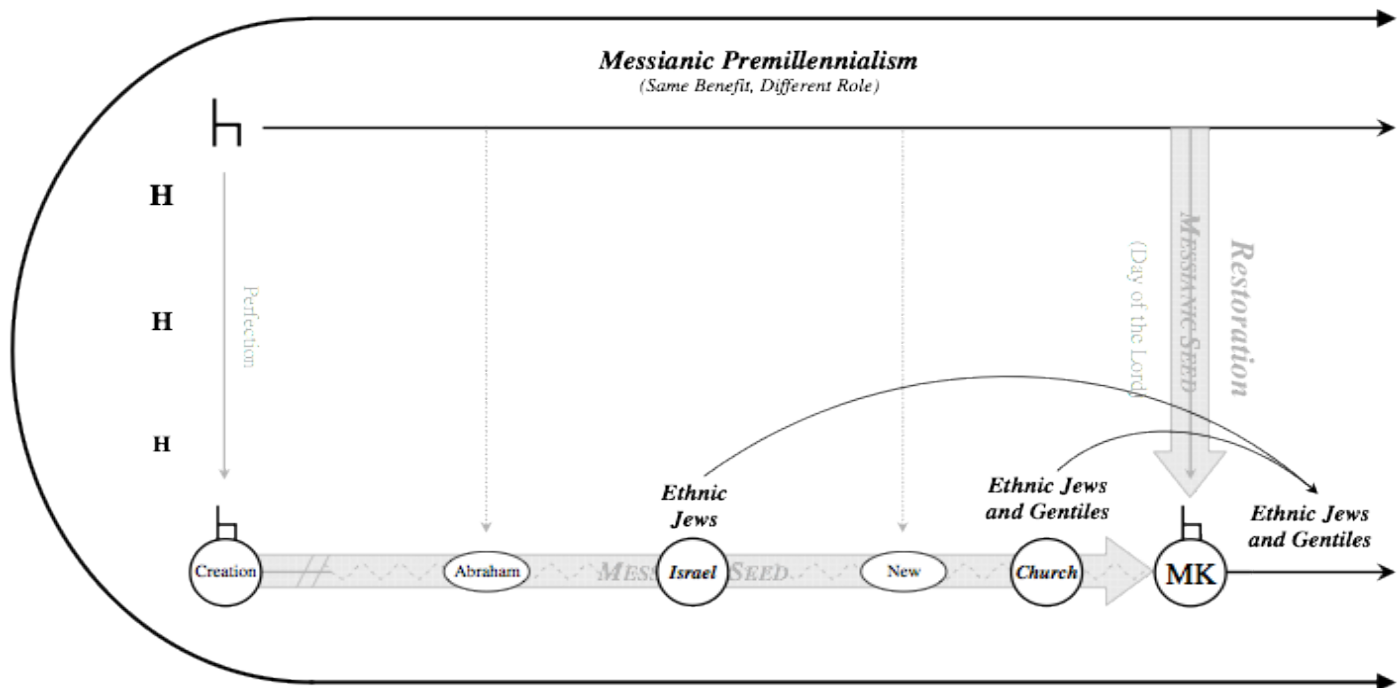 Messianic Premillennialism
(Same Benefit, Different Role)
H
H
H
Perfection
(Day of the Lord)
MESSIANIC SEED
Restoration
Ethnic
Jews
Ethnic Jews
and Gentiles
Ethnic Jews
and Gentiles
Creation
Abraham
Israel
SEED
New
Church
MK